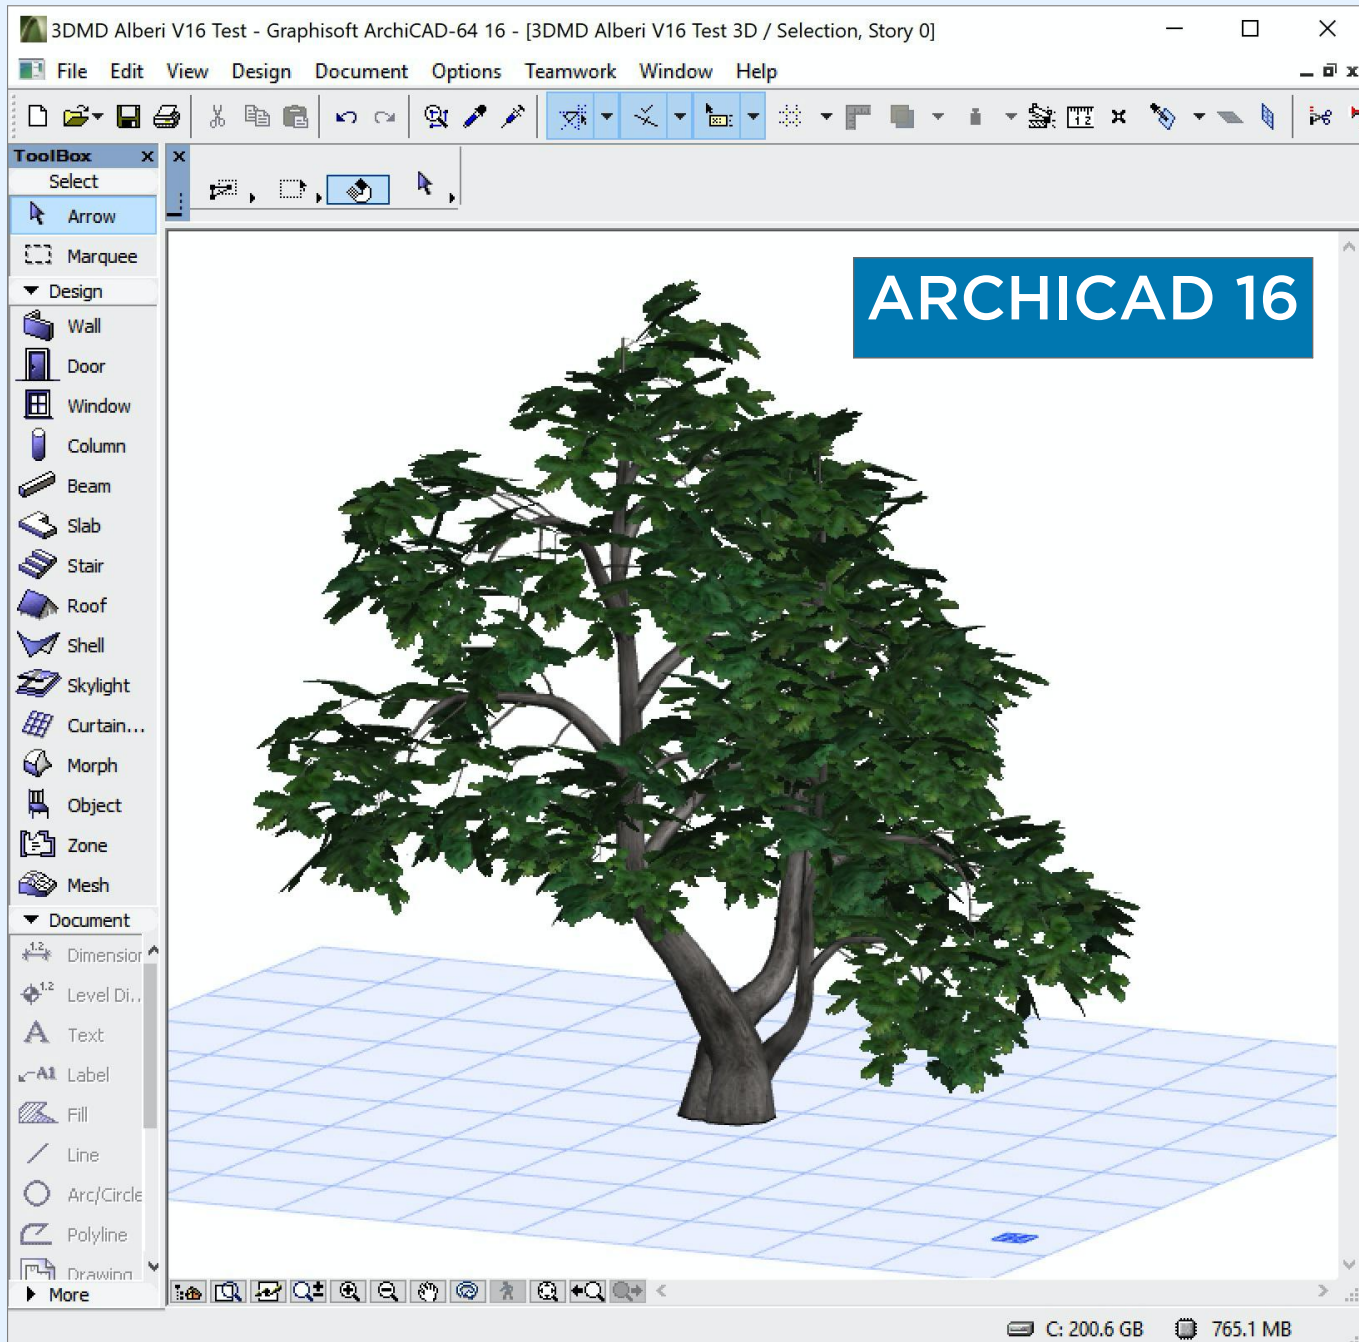 3DMD Alberi V16 Test - Graphisoft ArchiCAD-64 16 - [3DMD Alberi V16 Test 3D / Selection, Story 0]
File Edit View Design Document Options Teamwork Window Help
ToolBox
Select
Arrow
Marquee
Design
Wall
Door
Window
Column
Beam
Slab
Stair
Roof
Shell
Skylight
Curtain...
Morph
Object
Zone
Mesh
Document
Dimension
Level Di..
Text
Label
Fill
Line
Arc/Circle
Polyline
Drawing
More
ARCHICAD 16
C: 200.6 GB 765.1 MB